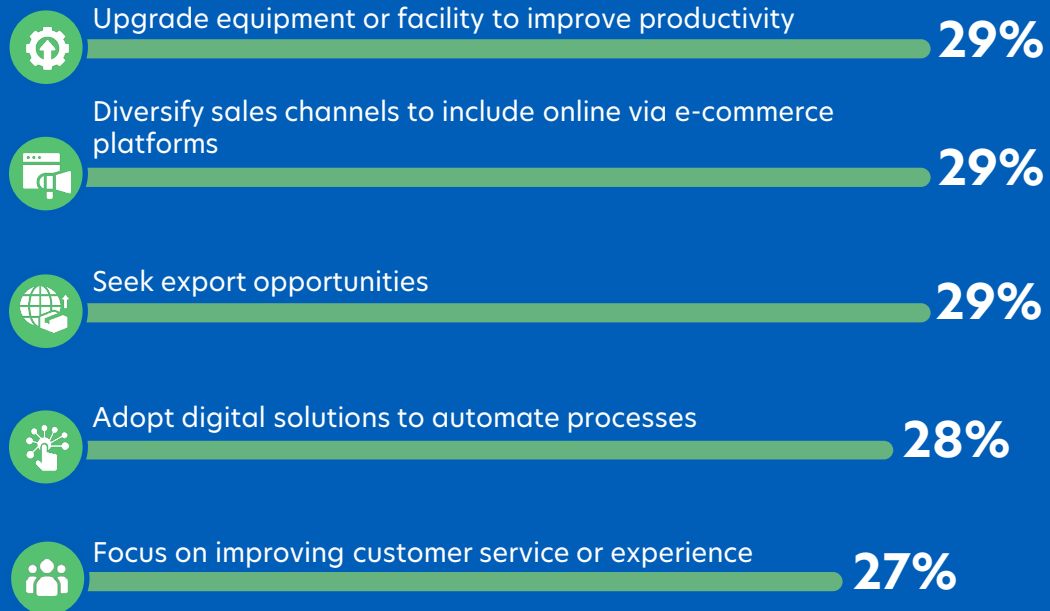 Upgrade equipment or facility to improve productivity
29%
Diversify sales channels to include online via e-commerce
platforms
29%
Seek export opportunities
29%
Adopt digital solutions to automate processes
28%
Focus on improving customer service or experience
27%